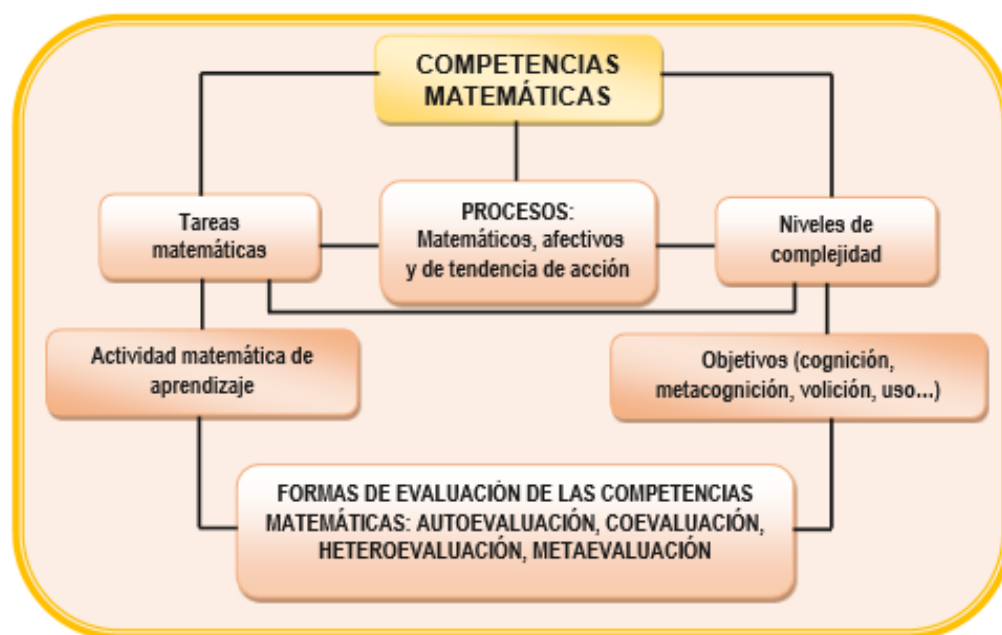 COMPETENCIAS
MATEMÁTICAS
Tareas
matemáticas
PROCESOS:
Matemáticos, afectivos
y de tendencia de acción
Niveles de
complejidad
Actividad matemática de
aprendizaje
Objetivos (cognición,
metacognición, volición, uso...)
FORMAS DE EVALUACIÓN DE LAS COMPETENCIAS
MATEMÁTICAS: AUTOEVALUACIÓN, COEVALUACIÓN,
HETEROEVALUACIÓN, METAEVALUACIÓN